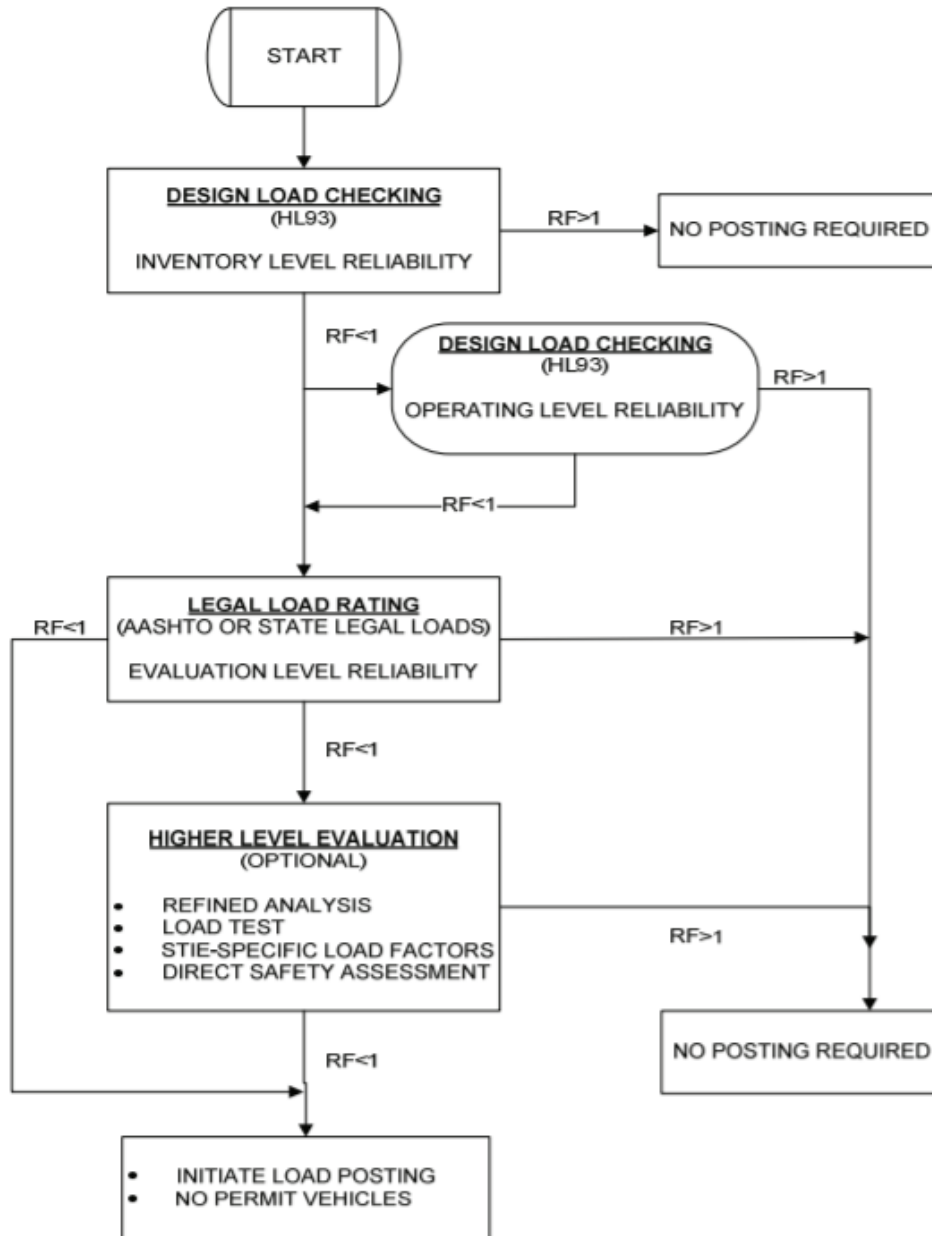 START
DESIGN LOAD CHECKING
(HL93)
INVENTORY LEVEL RELIABILITY
RF>1
NO POSTING REQUIRED
RF<1
DESIGN LOAD CHECKING
(HL93)
OPERATING LEVEL RELIABILITY
RF>1
RF<1
LEGAL LOAD RATING
(AASHTO OR STATE LEGAL LOADS)
EVALUATION LEVEL RELIABILITY
RF<1
RF>1
RF<1
HIGHER LEVEL EVALUATION
(OPTIONAL)
• REFINED ANALYSIS
• LOAD TEST
• STIE-SPECIFIC LOAD FACTORS
• DIRECT SAFETY ASSESSMENT
RF>1
NO POSTING REQUIRED
RF<1
• INITIATE LOAD POSTING
• NO PERMIT VEHICLES